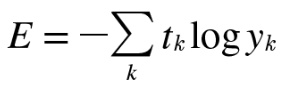 E = −∑ₖ tₖ log yₖ